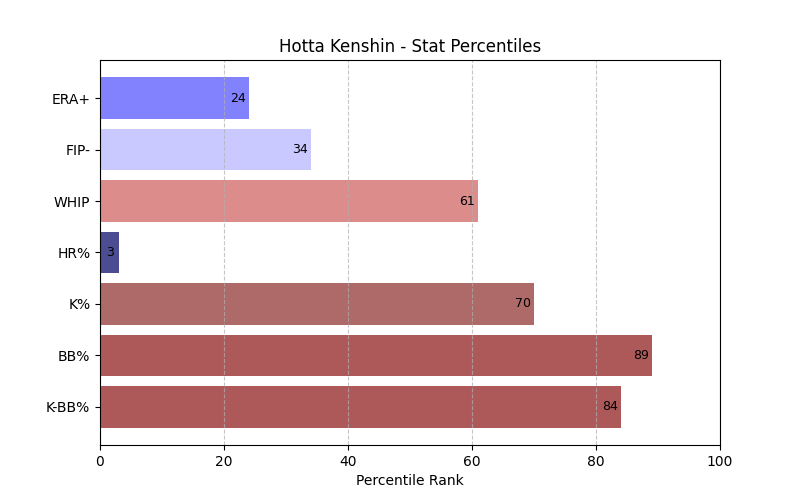 Hotta Kenshin - Stat Percentiles
ERA+ 24
FIP- 34
WHIP 61
HR% 3
K% 70
BB% 89
K-BB% 84
0 20 40 60 80 100
Percentile Rank